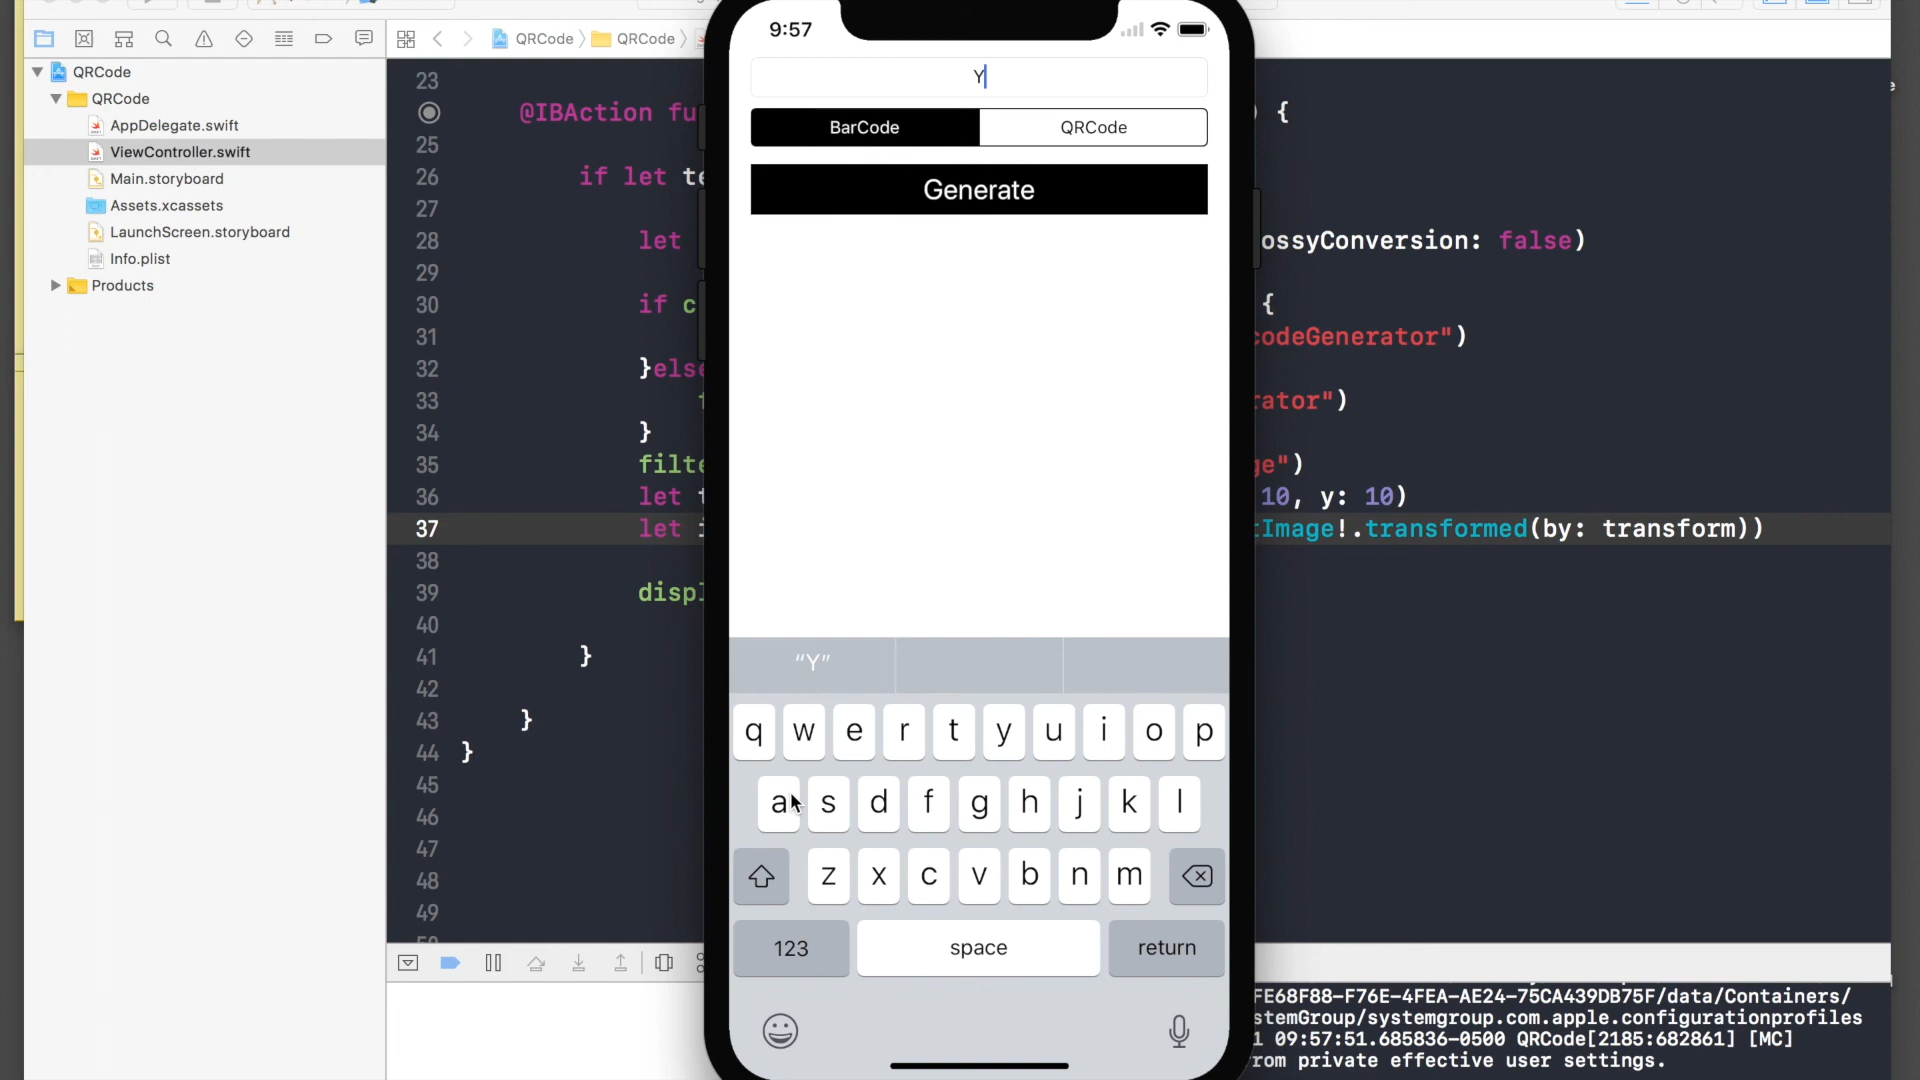 QRCode
QRCode
AppDelegate.swift
ViewController.swift
Main.storyboard
Assets.xcassets
LaunchScreen.storyboard
Info.plist
Products
QRCode
QRCode
23
@IBAction fu
) {
25
26
if let te
27
28
let
ossyConversion: false)
29
30
if c
{
31
codeGenerator")
32
}else
33
rator")
34
}
35
filte
ge")
36
let t
10, y: 10)
37
let i
tImage!.transformed(by: transform))
38
39
displ
40
41
}
42
43
}
44
}
45
46
47
48
49
9:57
Y
BarCode
QRCode
Generate
“Y”
q w e r t y u i o p
a s d f g h j k l
z x c v b n m
123
space
return
FE68F88-F76E-4FEA-AE24-75CA439DB75F/data/Containers/
stemGroup/systemgroup.com.apple.configurationprofiles
1 09:57:51.685836-0500 QRCode[2185:682861] [MC]
rom private effective user settings.